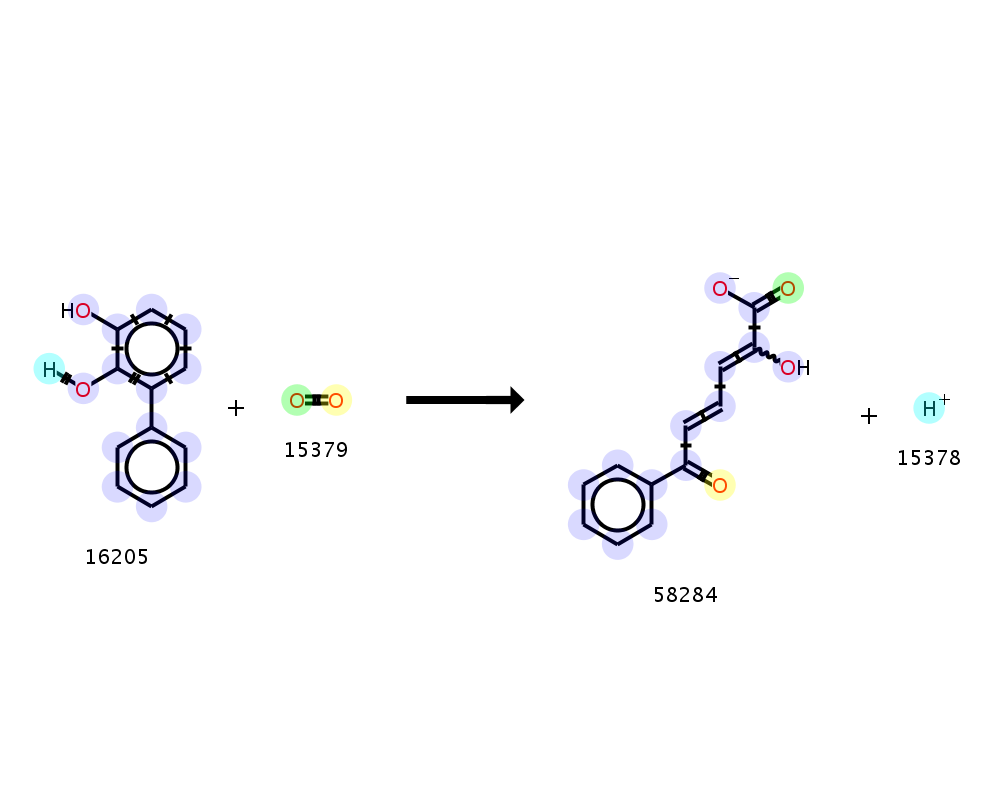 O − O
HO O OH
H O + O O + H +
15379 15378
O
16205
58284